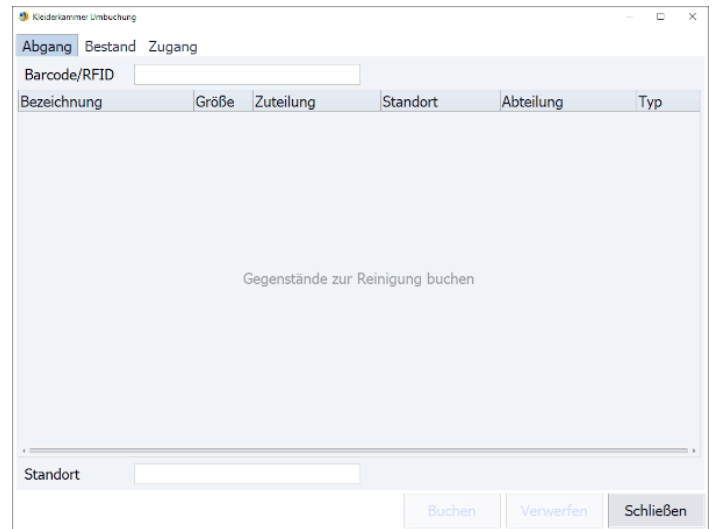 Kleiderkammer Umbuchung
Abgang Bestand Zugang
Barcode/RFID
Bezeichnung Größe Zuteilung Standort Abteilung Typ
Gegenstände zur Reinigung buchen
Standort
Buchen Verwerfen Schließen